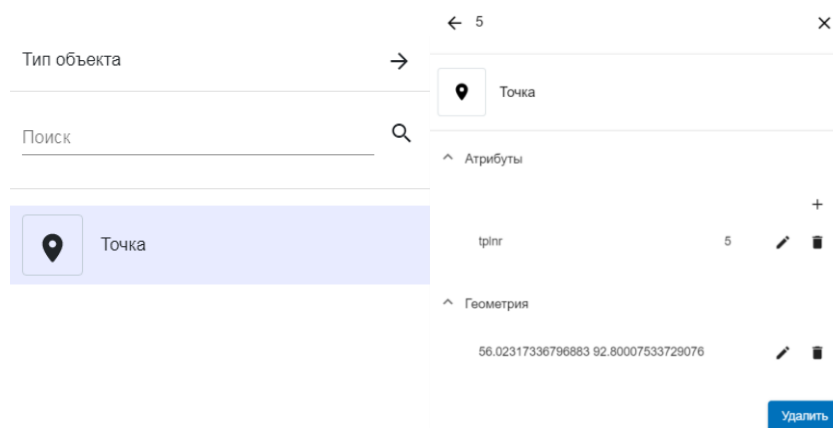 Тип объекта
Поиск
Точка
5
Точка
Атрибуты
tplnr 5
Геометрия
56.02317336796883 92.80007533729076
Удалить